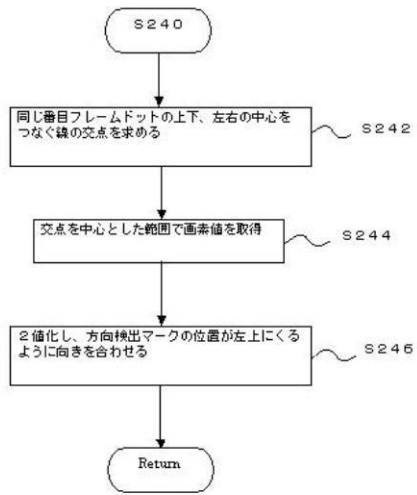 S240
同じ番目フレームドットの上下、左右の中心を
つなぐ線の交点を求める
S242
交点を中心とした範囲で画素値を取得
S244
2値化し、方向検出マークの位置が左上にくる
ように向きを合わせる
S246
Return